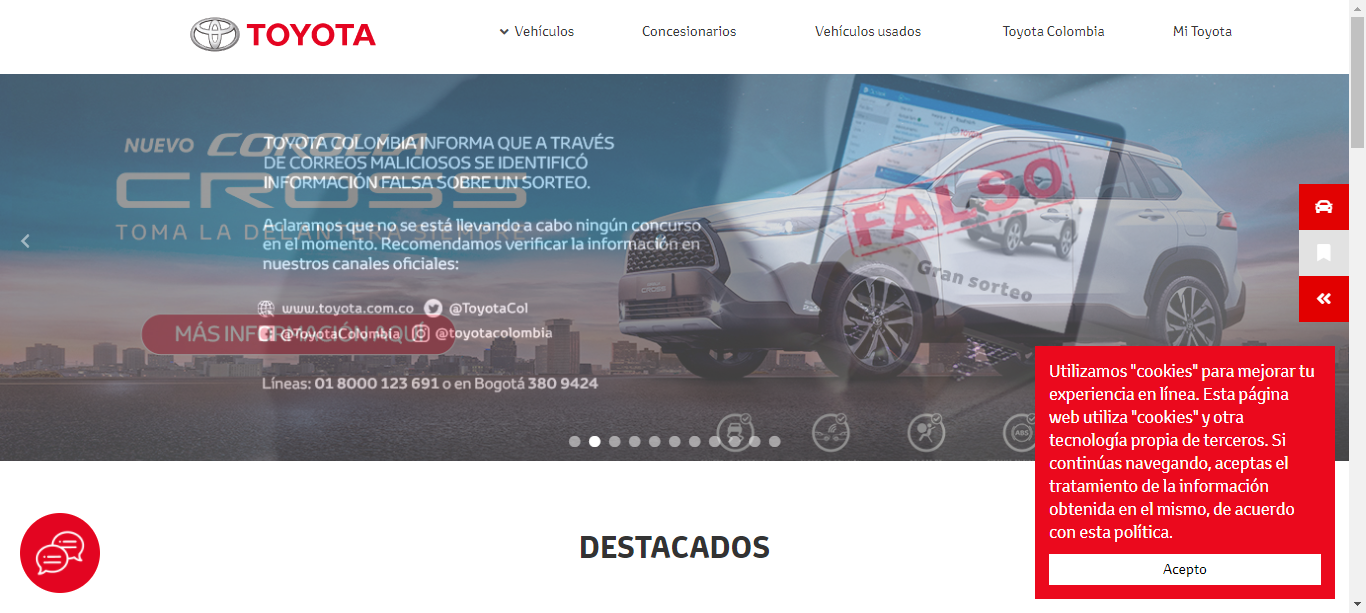 TOYOTA
Vehículos
Concesionarios
Vehículos usados
Toyota Colombia
Mi Toyota
NUEVO COROLLA
CROSS
TOMA LA DELANTERA
TOYOTA COLOMBIA INFORMA QUE A TRAVÉS
DE CORREOS MALICIOSOS SE IDENTIFICÓ
INFORMACIÓN FALSA SOBRE UN SORTEO.
Aclaramos que no se está llevando a cabo ningún concurso
en el momento. Recomendamos verificar la información en
nuestros canales oficiales:
www.toyota.com.co @ToyotaCol
@ToyotaColombia @toyotacolombia
MÁS INFORMACIÓN AQUÍ
Líneas: 01 8000 123 691 o en Bogotá 380 9424
FALSO
Gran sorteo
ABS
DESTACADOS
Utilizamos "cookies" para mejorar tu
experiencia en línea. Esta página
web utiliza "cookies" y otra
tecnología propia de terceros. Si
continúas navegando, aceptas el
tratamiento de la información
obtenida en el mismo, de acuerdo
con esta política.
Acepto